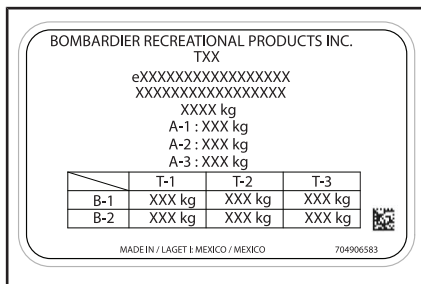 BOMBARDIER RECREATIONAL PRODUCTS INC.
TXX
eXXXXXXXXXXXXXXXXX
XXXXXXXXXXXXXXXXX
XXXX kg
A-1 : XXX kg
A-2 : XXX kg
A-3 : XXX kg
T-1 T-2 T-3
B-1 XXX kg XXX kg XXX kg
B-2 XXX kg XXX kg XXX kg
MADE IN / LAGET I: MEXICO / MEXICO 704906583